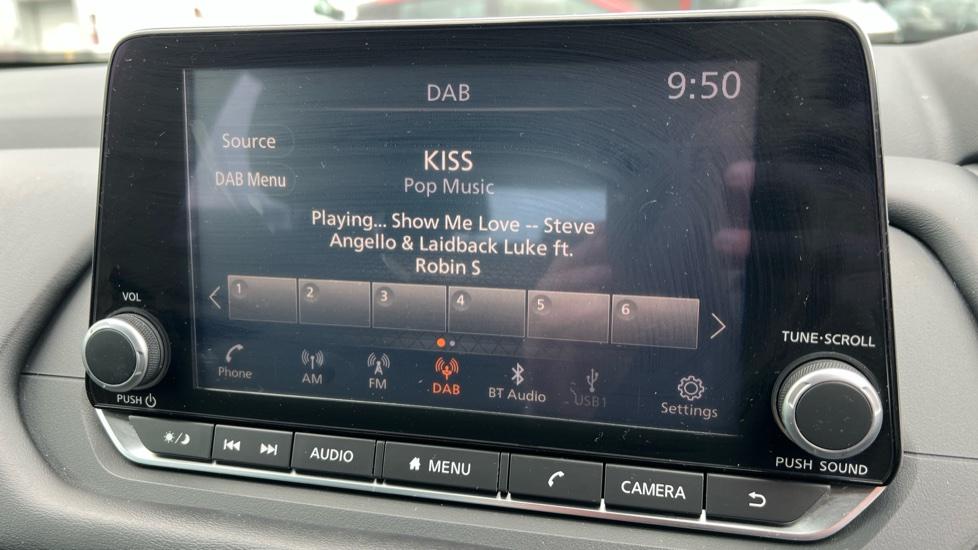 DAB
9:50
Source
KISS
DAB Menu
Pop Music
Playing... Show Me Love -- Steve
Angello & Laidback Luke ft.
Robin S
1 2 3 4 5 6
VOL
TUNE·SCROLL
Phone AM FM DAB BT Audio USB1 Settings
PUSH
PUSH SOUND
AUDIO MENU CAMERA